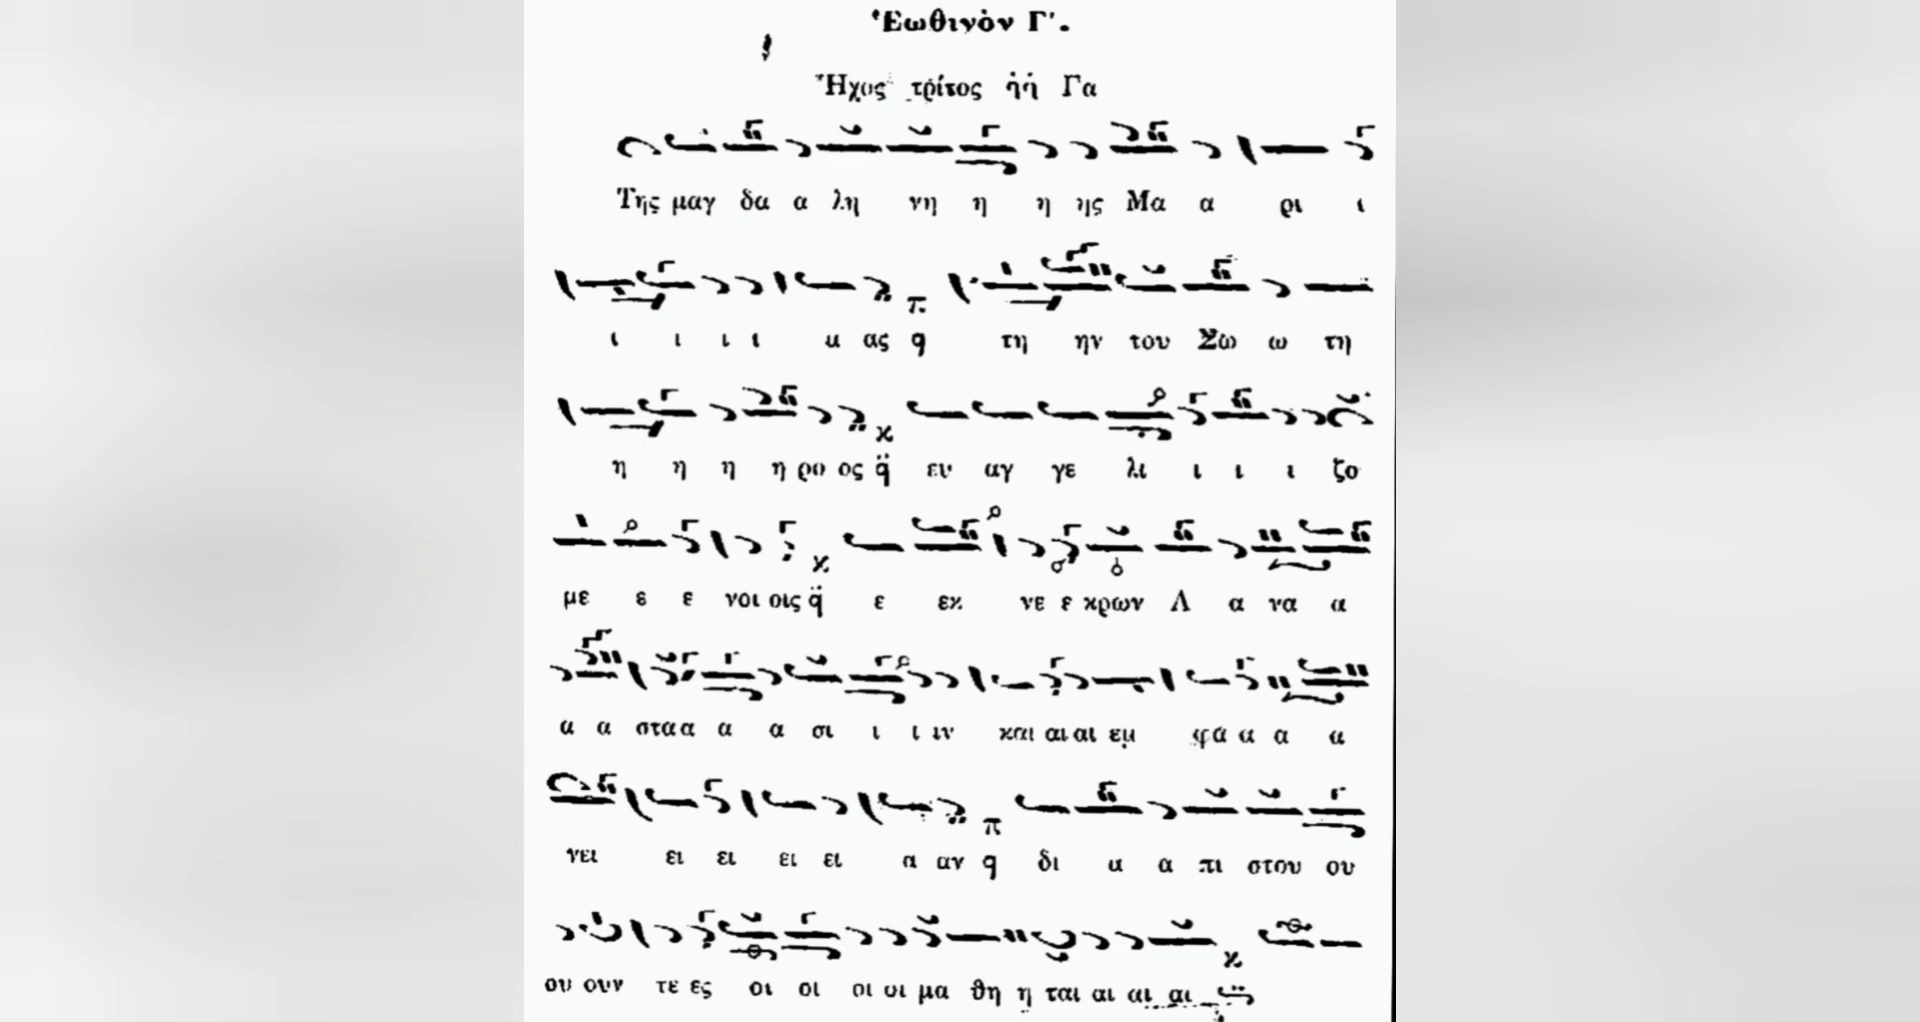 Ἑωθινὸν Γ′.
Ἦχος τρίτος ἠή Γα
Της μαγ δα α λη νη η η ης Μα α ρι ι
ι ι ι ι α ας q τη ην του Σω ω τη
η η η η ρο ος q̈ ευ αγ γε λι ι ι ι ζο
με ε ε νοι οις q̈ ε εκ νε ε κρων Α α να α
α α στα α α α σι ι ι ιν και αι αι εμ φα α α α
νει ει ει ει ει α αν q δι α α πι στου ου
ου ουν τε ες οι οι οι οι μα θη η ται αι αι αι